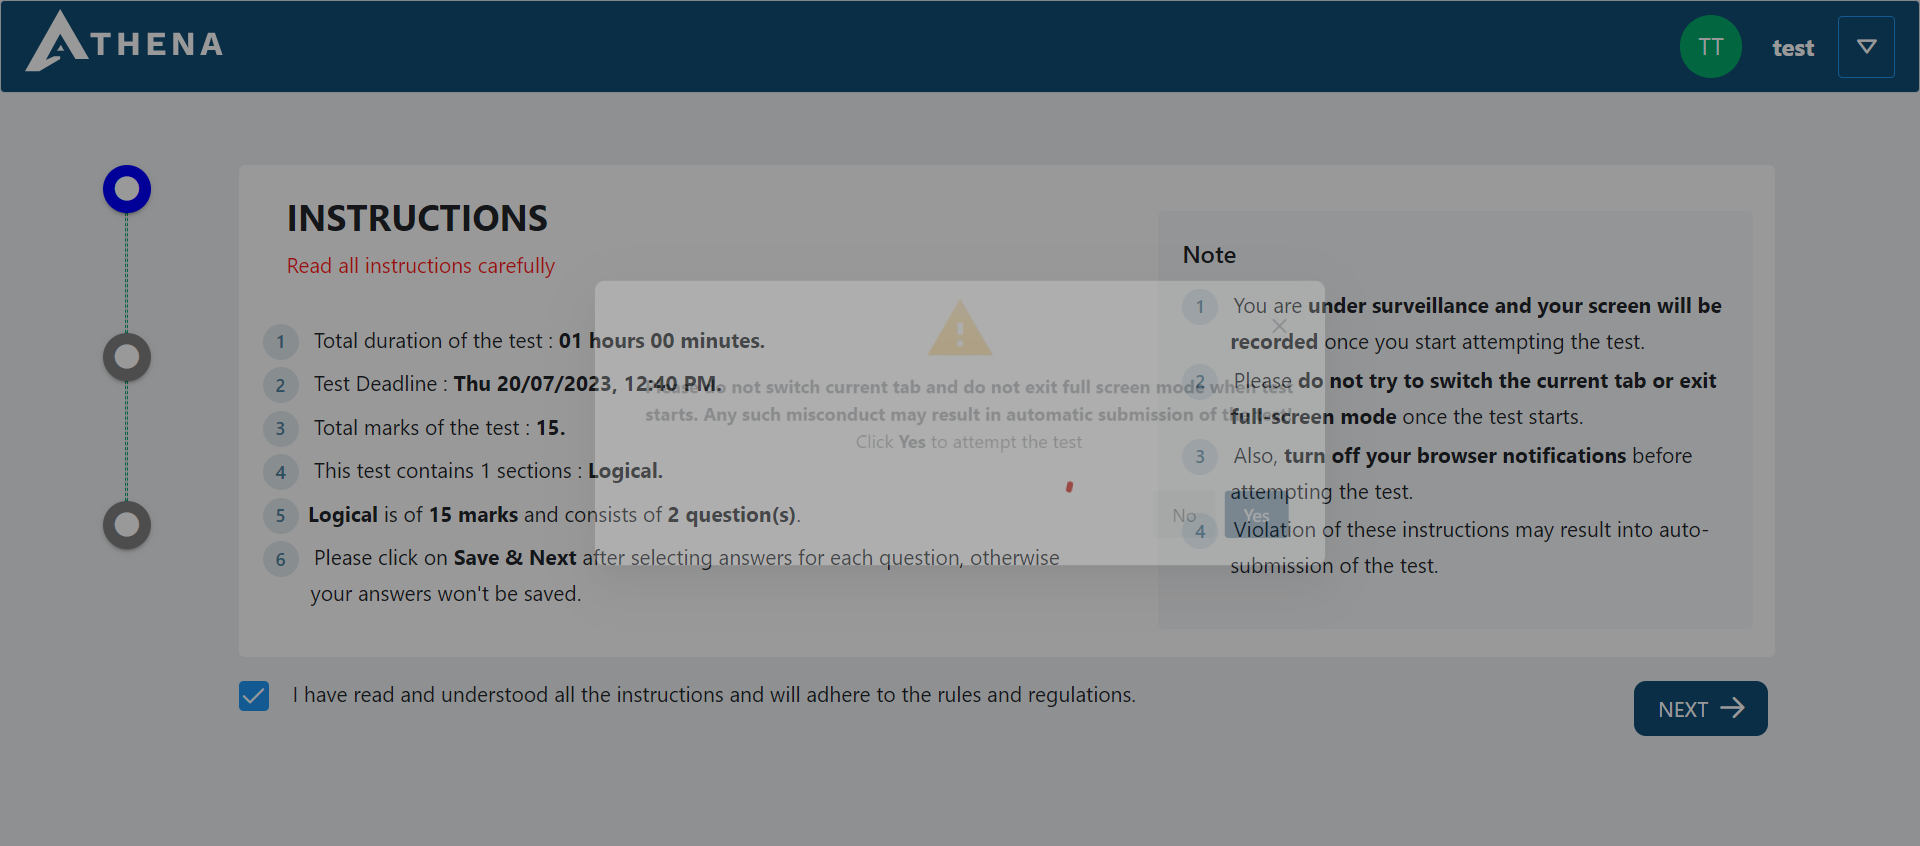 ATHENA
TT
test
INSTRUCTIONS
Read all instructions carefully
1 Total duration of the test : 01 hours 00 minutes.
2 Test Deadline : Thu 20/07/2023, 12:40 PM.
3 Total marks of the test : 15.
4 This test contains 1 sections : Logical.
5 Logical is of 15 marks and consists of 2 question(s).
6 Please click on Save & Next after selecting answers for each question, otherwise
your answers won't be saved.
Note
1 You are under surveillance and your screen will be
recorded once you start attempting the test.
2 Please do not try to switch the current tab or exit
full-screen mode once the test starts.
3 Also, turn off your browser notifications before
attempting the test.
4 Violation of these instructions may result into auto-
submission of the test.
Please do not switch current tab and do not exit full screen mode when test
starts. Any such misconduct may result in automatic submission of the test!
Click Yes to attempt the test
No
Yes
I have read and understood all the instructions and will adhere to the rules and regulations.
NEXT